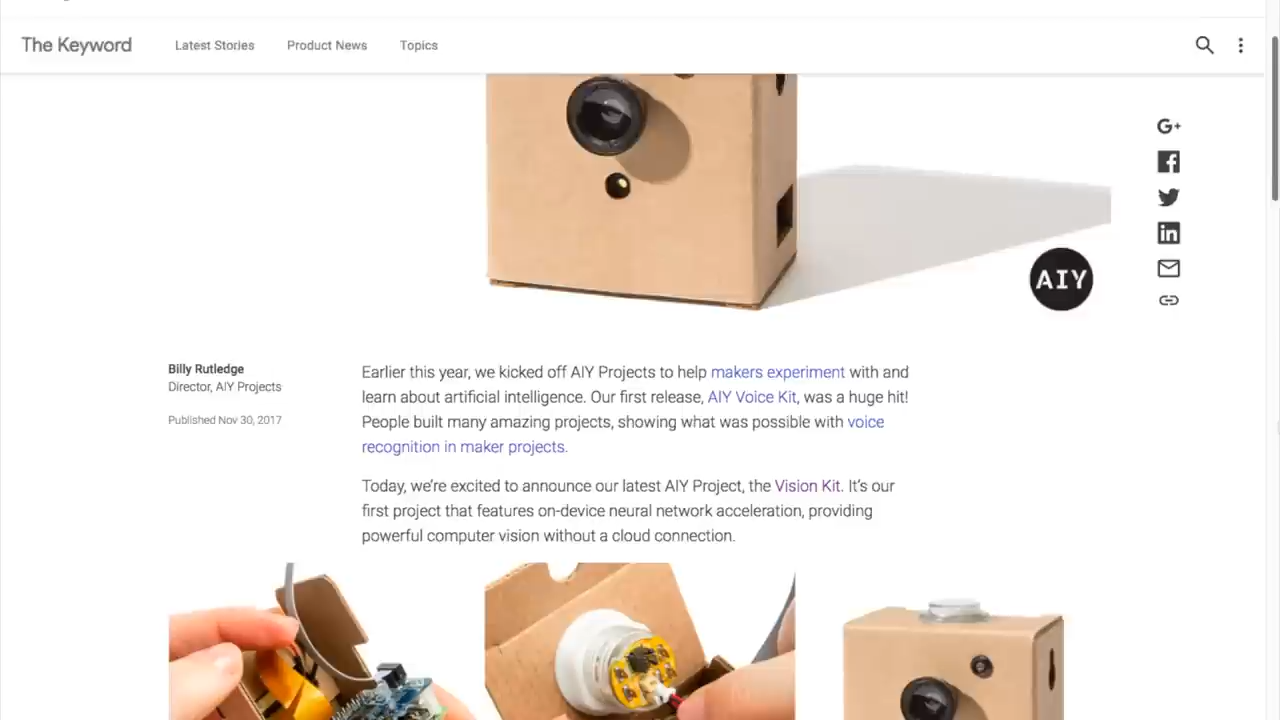 The Keyword
Latest Stories
Product News
Topics
G+
in
AIY
Billy Rutledge
Director, AIY Projects
Published Nov 30, 2017
Earlier this year, we kicked off AIY Projects to help makers experiment with and
learn about artificial intelligence. Our first release, AIY Voice Kit, was a huge hit!
People built many amazing projects, showing what was possible with voice
recognition in maker projects.
Today, we're excited to announce our latest AIY Project, the Vision Kit. It's our
first project that features on-device neural network acceleration, providing
powerful computer vision without a cloud connection.